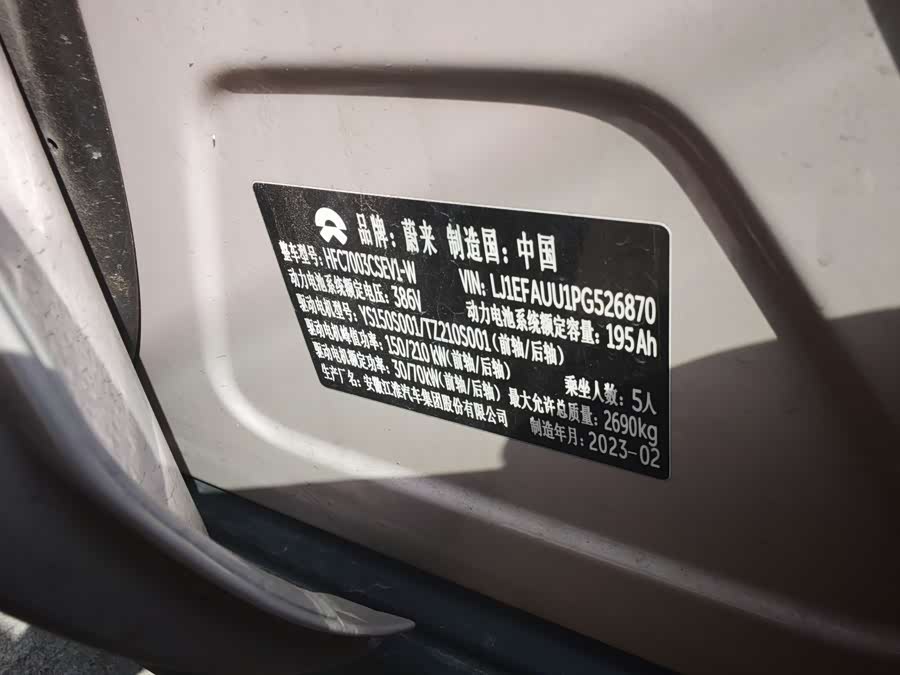 品牌：蔚来 制造国：中国
整车型号：HFC7003CSEV1-W VIN: LJ1EFAUU1PG526870
动力电池系统额定电压：386V 动力电池系统额定容量：195Ah
驱动电机型号：YS150S001/TZ210S001(前轴/后轴)
驱动电机峰值功率：150/210kW(前轴/后轴) 乘坐人数：5人
驱动电机额定功率：30/70kW(前轴/后轴) 最大允许总质量：2690kg
生产厂名：安徽江淮汽车集团股份有限公司 制造年月：2023-02